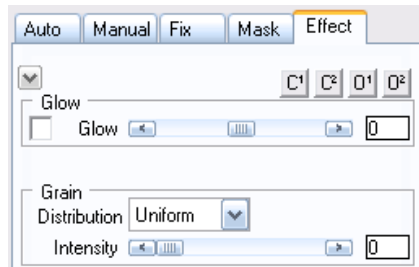 Auto Manual Fix Mask Effect
C¹ C² O¹ O²
Glow
Glow 0
Grain
Distribution Uniform
Intensity 0